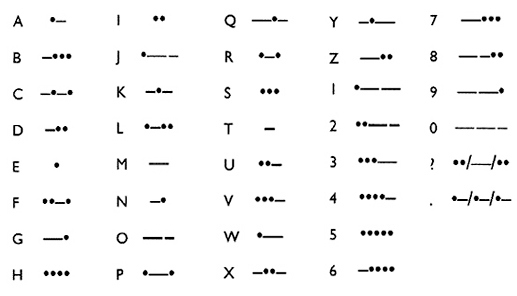 A •– I •• Q ––•– Y –•–– 7 ––•••
B –••• J •––– R •–• Z ––•• 8 –––••
C –•–• K –•– S ••• 1 •–––– 9 ––––•
D –•• L •–•• T – 2 ••––– 0 –––––
E • M –– U ••– 3 •••–– ? ••/––/••
F ••–• N –• V •••– 4 ••••– . •–/•–/•–
G ––• O ––– W •–– 5 •••••
H •••• P •––• X –••– 6 –••••